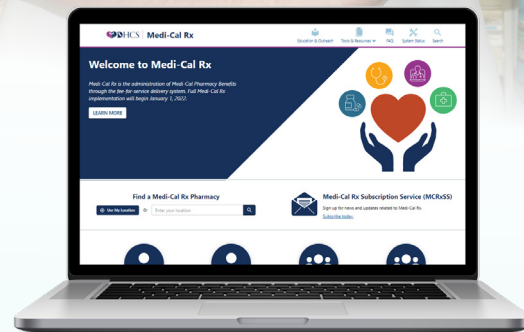 DHCS | Medi-Cal Rx
Education & Outreach Tools & Resources FAQ System Status Search
Welcome to Medi-Cal Rx
Medi-Cal Rx is the administration of Medi-Cal Pharmacy Benefits
through the fee-for-service delivery system. Full Medi-Cal Rx
implementation will begin January 1, 2022.
LEARN MORE
Find a Medi-Cal Rx Pharmacy
Use My Location Or Enter your location
Medi-Cal Rx Subscription Service (MCRxSS)
Sign up for news and updates related to Medi-Cal Rx.
Subscribe today.